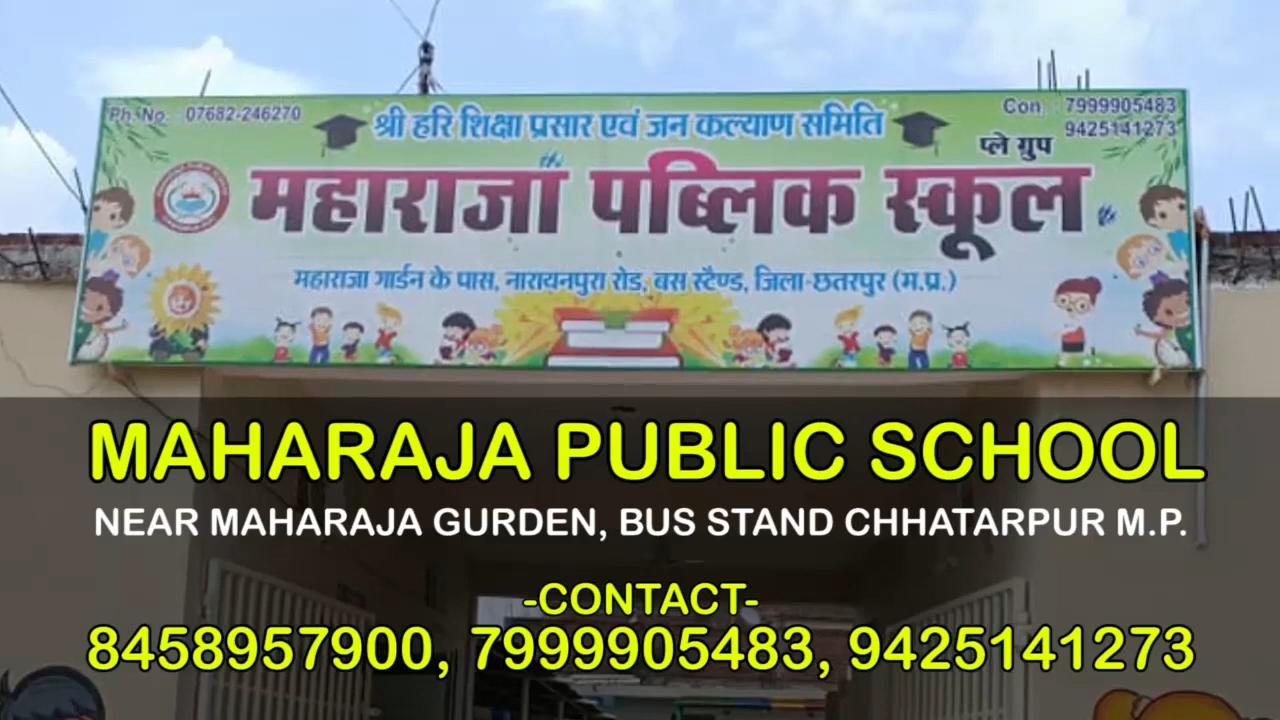 Ph. No. : 07682-246270
Con. : 7999905483
9425141273
श्री हरि शिक्षा प्रसार एवं जन कल्याण समिति
प्ले ग्रुप
महाराजा पब्लिक स्कूल
महाराजा गार्डन के पास, नारायनपुरा रोड, बस स्टैण्ड, जिला-छतरपुर (म.प्र.)
MAHARAJA PUBLIC SCHOOL
NEAR MAHARAJA GURDEN, BUS STAND CHHATARPUR M.P.
-CONTACT-
8458957900, 7999905483, 9425141273